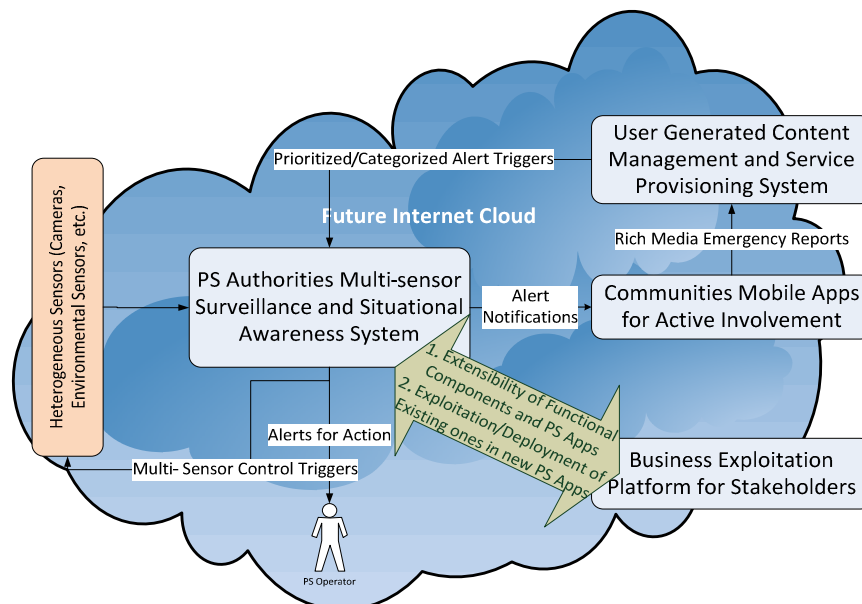 User Generated Content
Management and Service
Provisioning System
Prioritized/Categorized Alert Triggers
Future Internet Cloud
Rich Media Emergency Reports
Heterogeneous Sensors (Cameras,
Environmental Sensors, etc.)
PS Authorities Multi-sensor
Surveillance and Situational
Awareness System
Alert
Notifications
Communities Mobile Apps
for Active Involvement
1. Extensibility of Functional
Components and PS Apps
2. Exploitation/Deployment of
Existing ones in new PS Apps
Alerts for Action
Multi- Sensor Control Triggers
Business Exploitation
Platform for Stakeholders
PS Operator